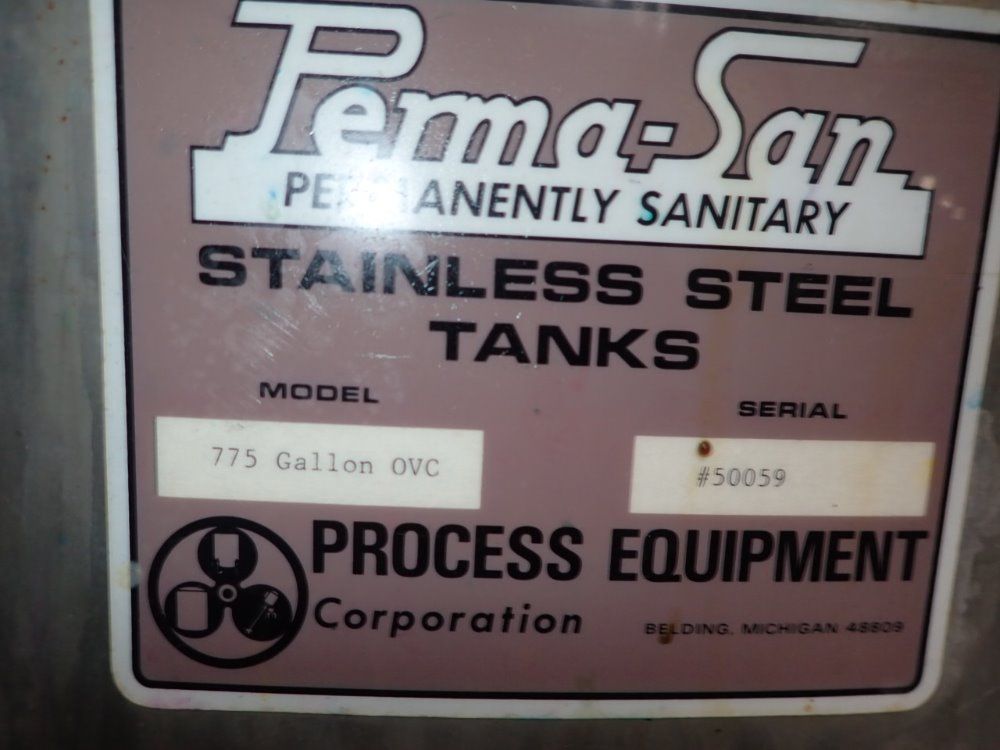 Perma-San
PERMANENTLY SANITARY
STAINLESS STEEL
TANKS
MODEL
SERIAL
775 Gallon OVC
#50059
PROCESS EQUIPMENT
Corporation
BELDING, MICHIGAN 48809